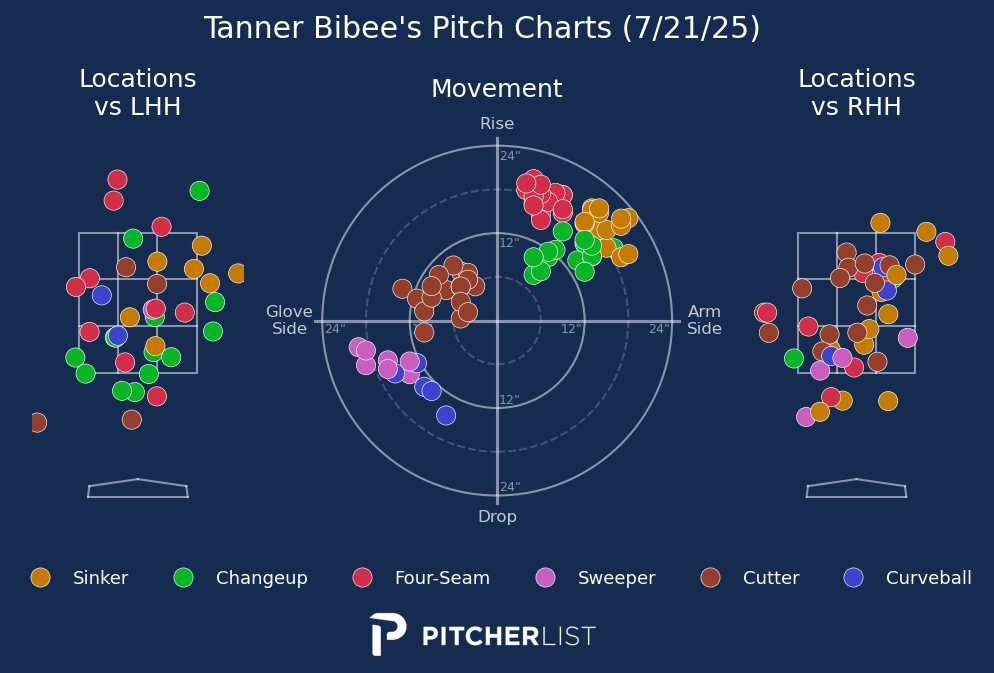 Tanner Bibee's Pitch Charts (7/21/25)
Locations
vs LHH
Movement
Locations
vs RHH
Rise
24"
12"
Glove
Side
24"
12"
24"
Arm
Side
12"
24"
Drop
Sinker
Changeup
Four-Seam
Sweeper
Cutter
Curveball
PITCHERLIST